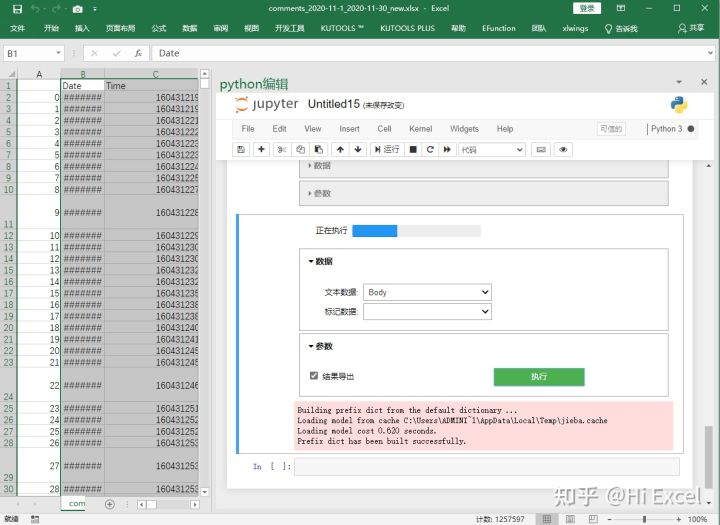 comments_2020-11-1_2020-11-30_new.xlsx - Excel
登录
文件 开始 插入 页面布局 公式 数据 审阅 视图 开发工具 KUTOOLS ™ KUTOOLS PLUS 帮助 EFunction 团队 xlwings 告诉我 共享
B1 fx Date
A B C
1 Date Time
2 0 ####### 160431219
3 1 ####### 160431219
4 2 ####### 160431221
5 3 ####### 160431222
6 4 ####### 160431223
7 5 ####### 160431223
8 6 ####### 160431224
9 7 ####### 160431225
10 8 ####### 160431227
11 9 ####### 160431228
12 10 ####### 160431229
13 11 ####### 160431230
14 12 ####### 160431230
15 13 ####### 160431232
16 14 ####### 160431235
17 15 ####### 160431239
18 16 ####### 160431238
19 17 ####### 160431238
20 18 ####### 160431240
21 19 ####### 160431241
22 20 ####### 160431245
23 21 ####### 160431245
24 22 ####### 160431246
25 23 ####### 160431251
26 24 ####### 160431252
27 25 ####### 160431252
28 26 ####### 160431253
29 27 ####### 160431253
30 28 ####### 160431253
com
python编辑
jupyter Untitled15 (未保存改变)
File Edit View Insert Cell Kernel Widgets Help 可信的 Python 3
运行 代码
数据
参数
正在执行
数据
文本数据: Body
标记数据:
参数
结果导出 执行
Building prefix dict from the default dictionary ...
Loading model from cache C:\Users\ADMINI~1\AppData\Local\Temp\jieba.cache
Loading model cost 0.620 seconds.
Prefix dict has been built successfully.
In [ ]:
知乎 @Hi Excel
就绪 计数: 1257597 100%